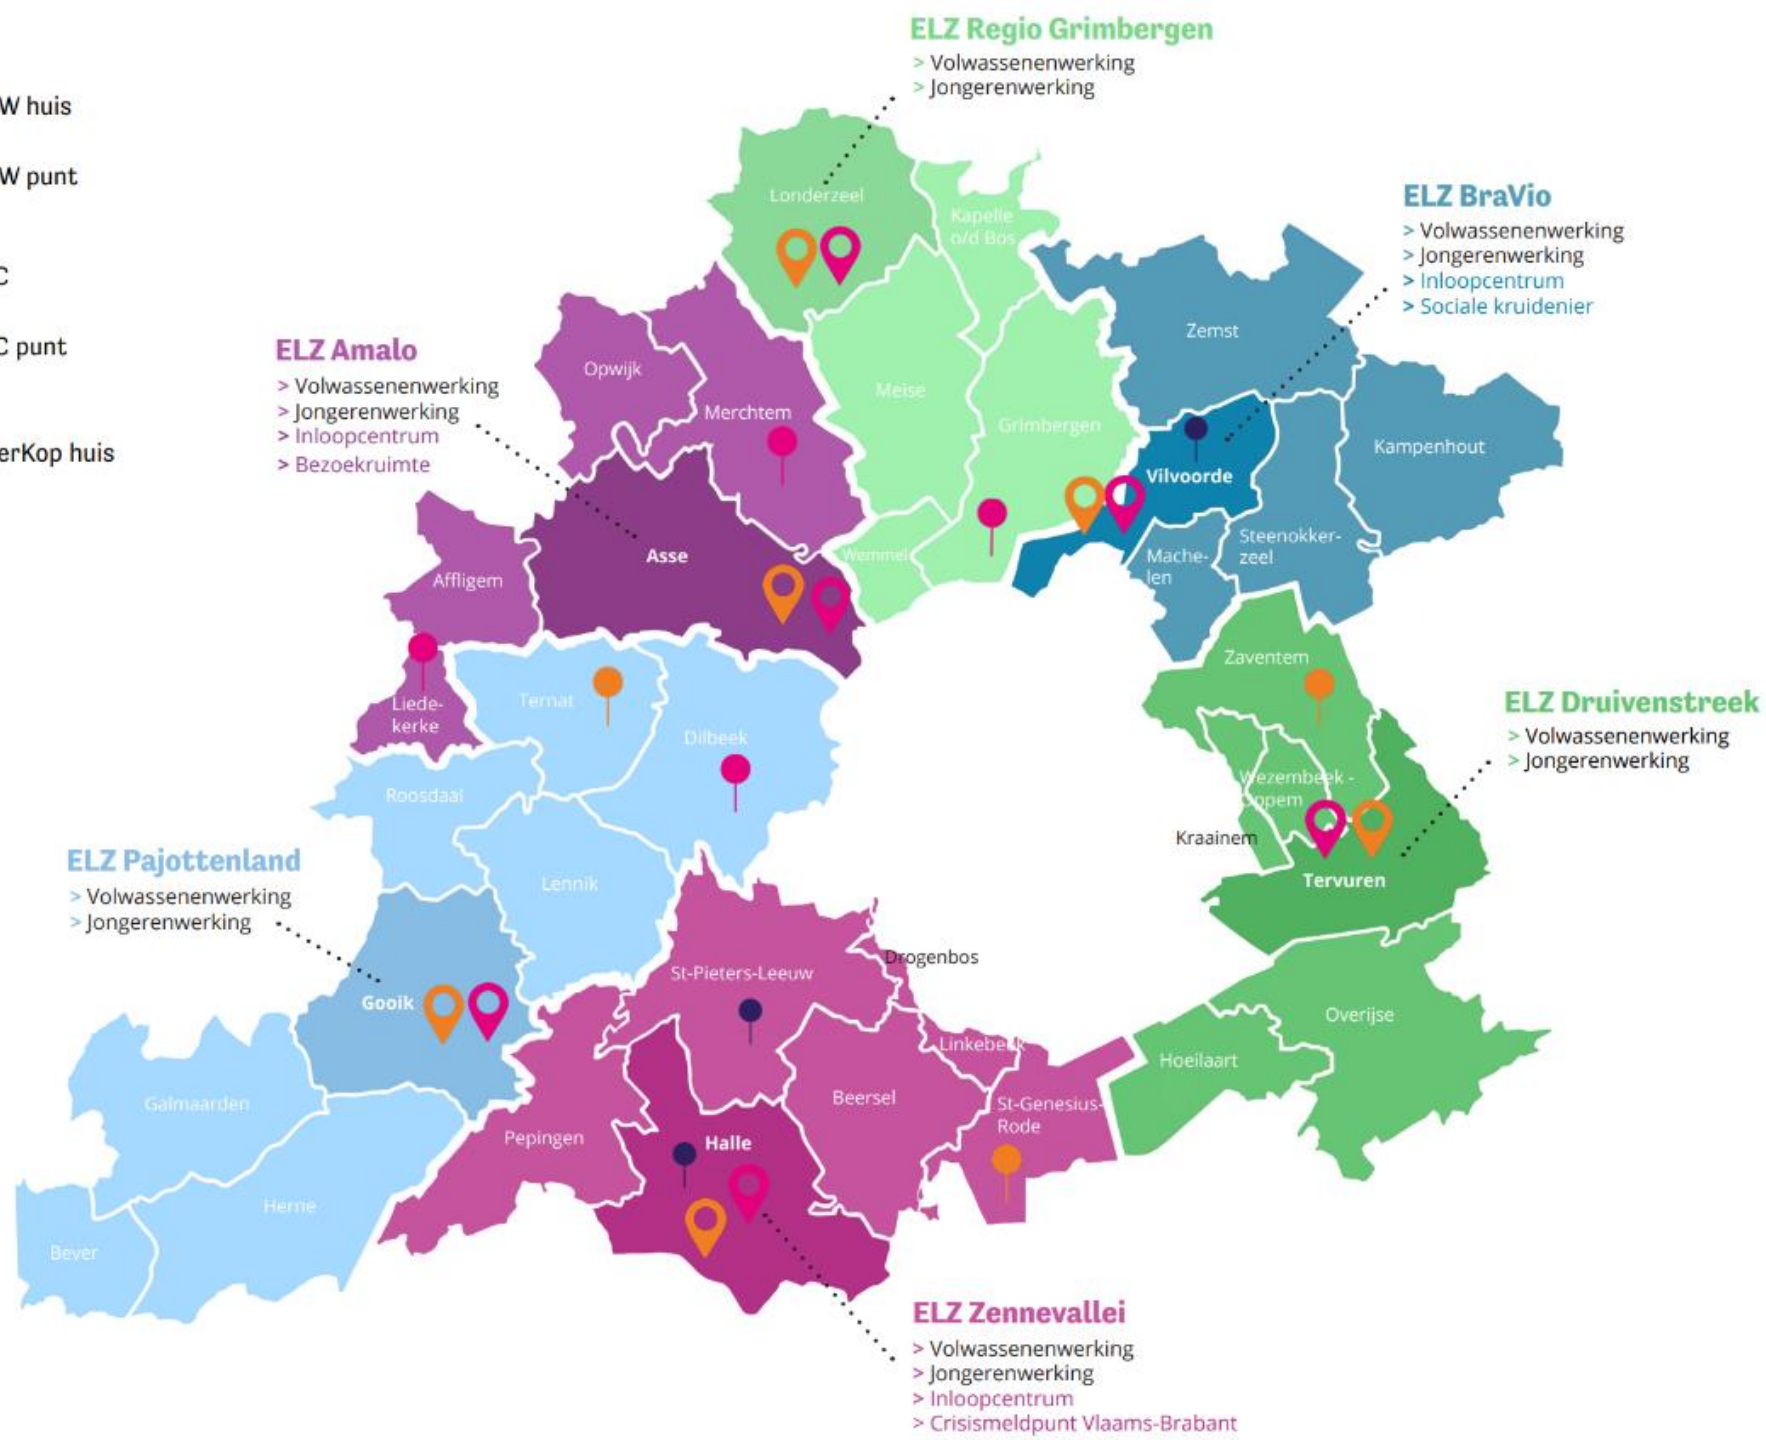 ELZ Regio Grimbergen
> Volwassenenwerking
> Jongerenwerking
W huis
W punt
C
C punt
erKop huis
ELZ BraVio
> Volwassenenwerking
> Jongerenwerking
> Inloopcentrum
> Sociale kruidenier
ELZ Amalo
> Volwassenenwerking
> Jongerenwerking
> Inloopcentrum
> Bezoekruimte
Londerzeel
Kapelle
o/d Bos
Zemst
Opwijk
Merchtem
Meise
Grimbergen
Kampenhout
Vilvoorde
Steenokker-
zeel
Mache-
len
Asse
Wemmel
Affligem
Zaventem
Liede-
kerke
Ternat
Dilbeek
ELZ Druivenstreek
> Volwassenenwerking
> Jongerenwerking
Wezembeek -
Oppem
Kraainem
Tervuren
Roosdaal
Lennik
ELZ Pajottenland
> Volwassenenwerking
> Jongerenwerking
Gooik
St-Pieters-Leeuw
Drogenbos
Overijse
Linkebeek
Hoeilaart
Galmaarden
Beersel
St-Genesius-
Rode
Pepingen
Halle
Herne
Bever
ELZ Zennevallei
> Volwassenenwerking
> Jongerenwerking
> Inloopcentrum
> Crisismeldpunt Vlaams-Brabant